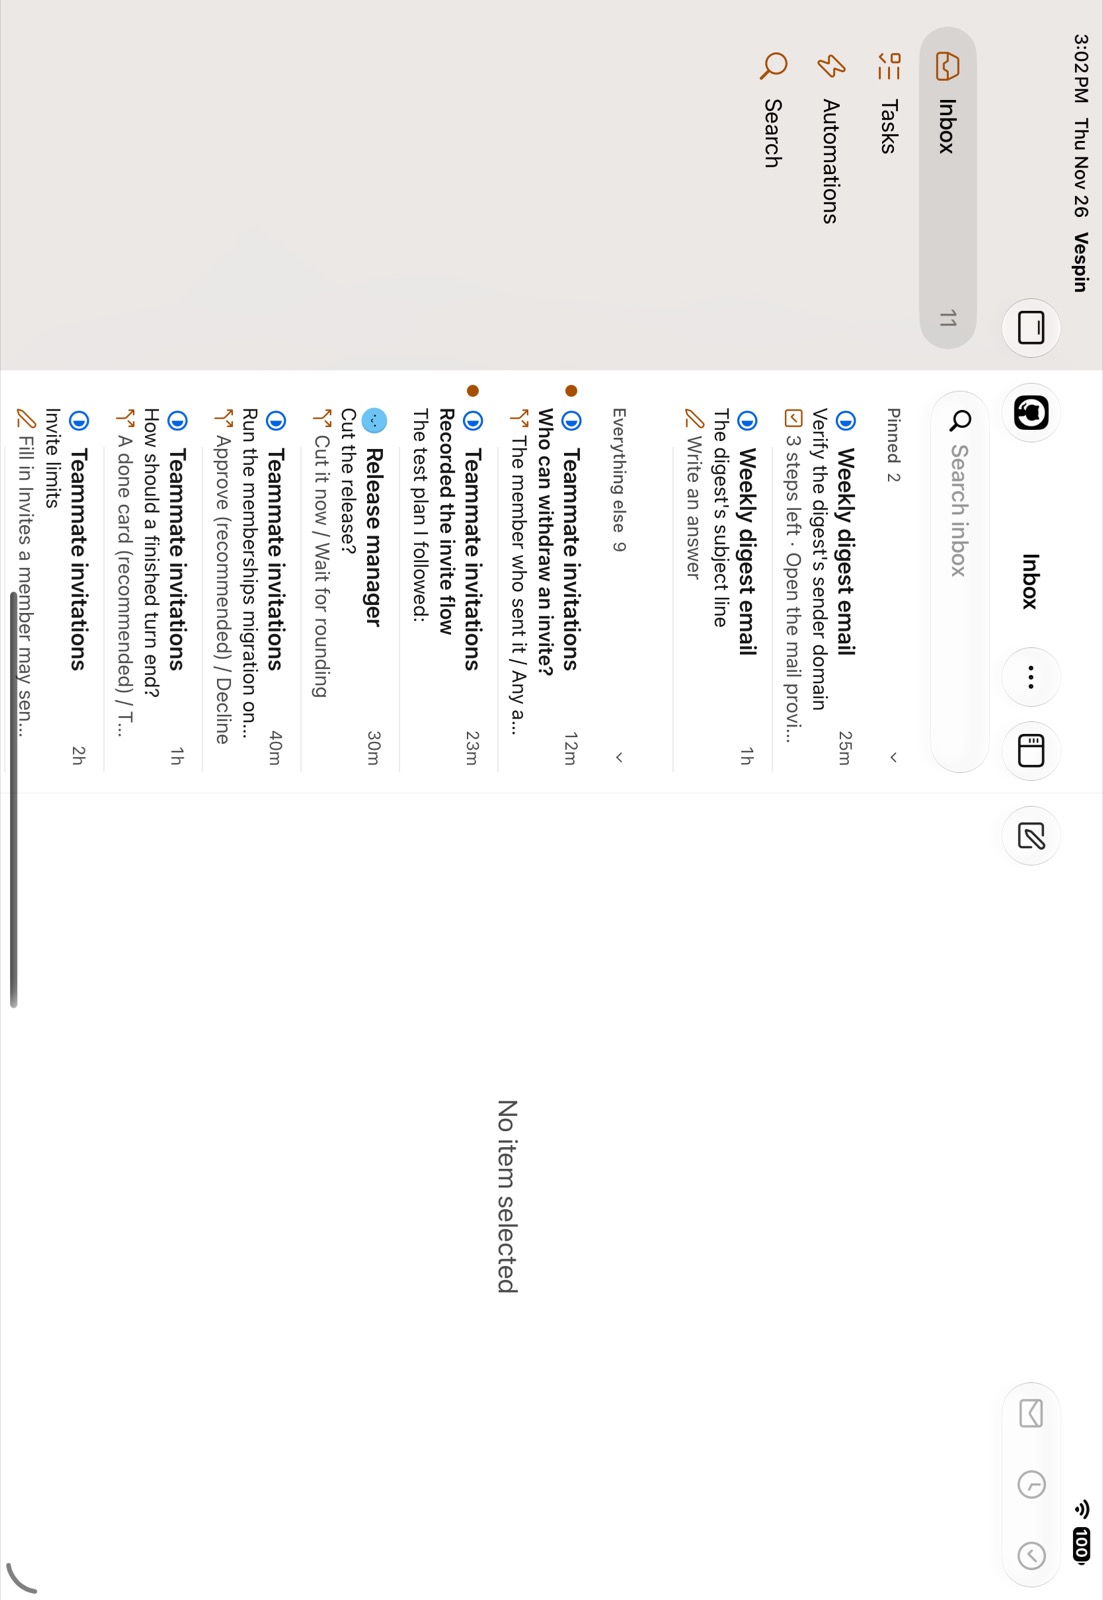 3:02 PM Thu Nov 26 Vespin
100
Inbox 11
Tasks
Automations
Search
Inbox
Search inbox
Pinned 2
Weekly digest email 25m
Verify the digest's sender domain
3 steps left · Open the mail provi...
Weekly digest email 1h
The digest's subject line
Write an answer
Everything else 9
Teammate invitations 12m
Who can withdraw an invite?
The member who sent it / Any a...
Teammate invitations 23m
Recorded the invite flow
The test plan I followed:
Release manager 30m
Cut the release?
Cut it now / Wait for rounding
Teammate invitations 40m
Run the memberships migration on...
Approve (recommended) / Decline
Teammate invitations 1h
How should a finished turn end?
A done card (recommended) / T...
Teammate invitations 2h
Invite limits
Fill in Invites a member may sen...
No item selected